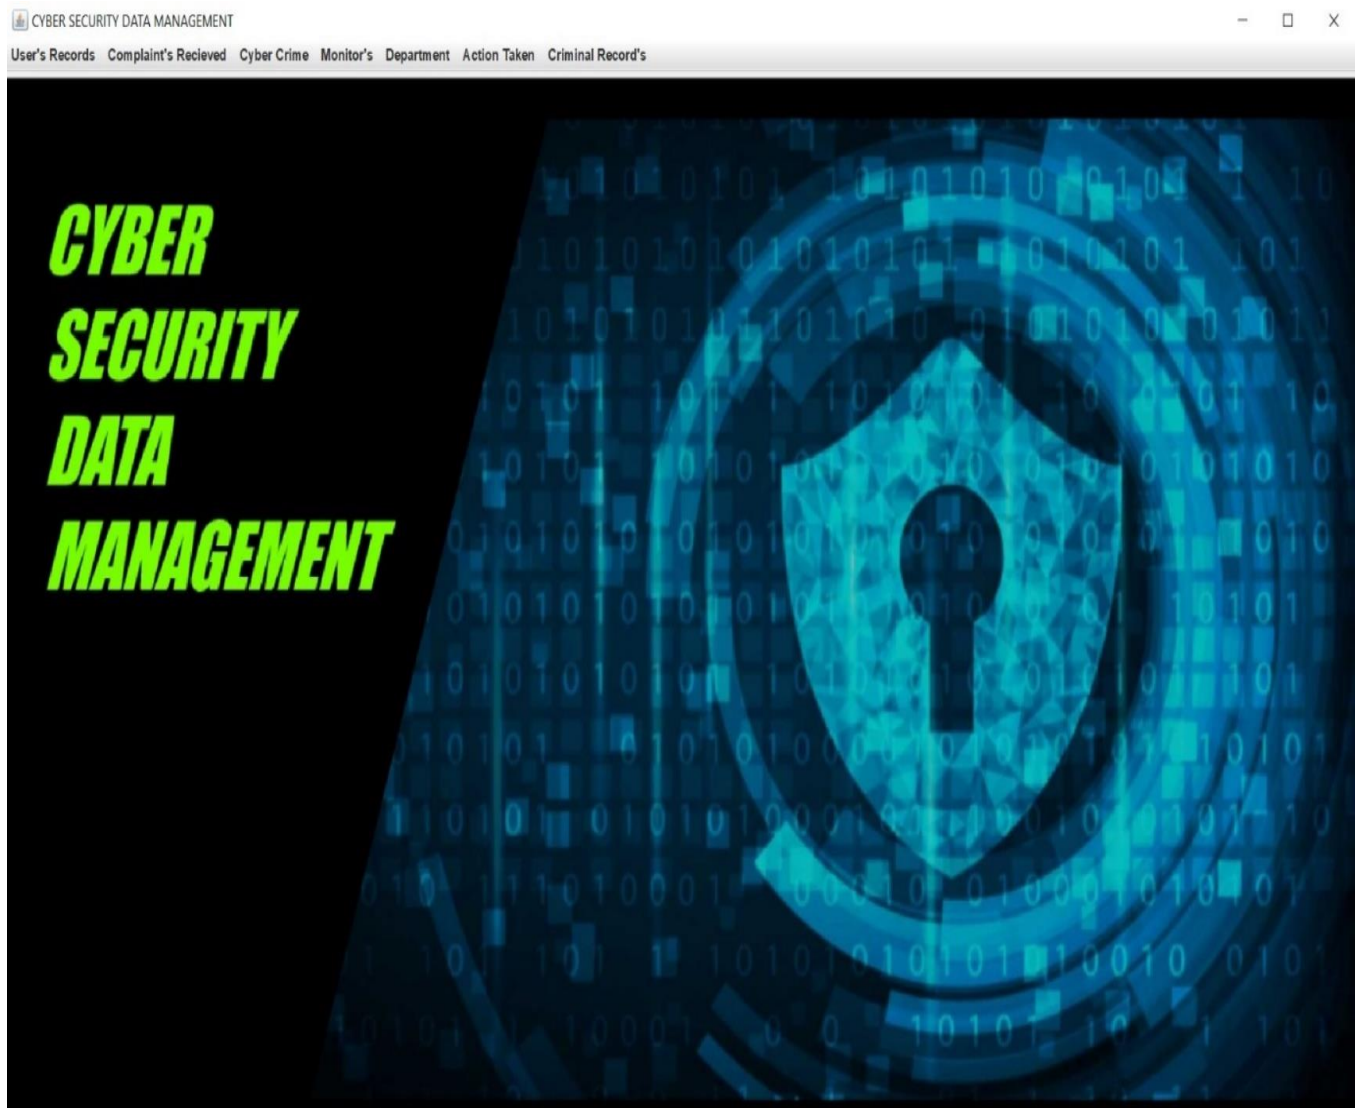 CYBER SECURITY DATA MANAGEMENT
User's Records Complaint's Recieved Cyber Crime Monitor's Department Action Taken Criminal Record's
CYBER
SECURITY
DATA
MANAGEMENT